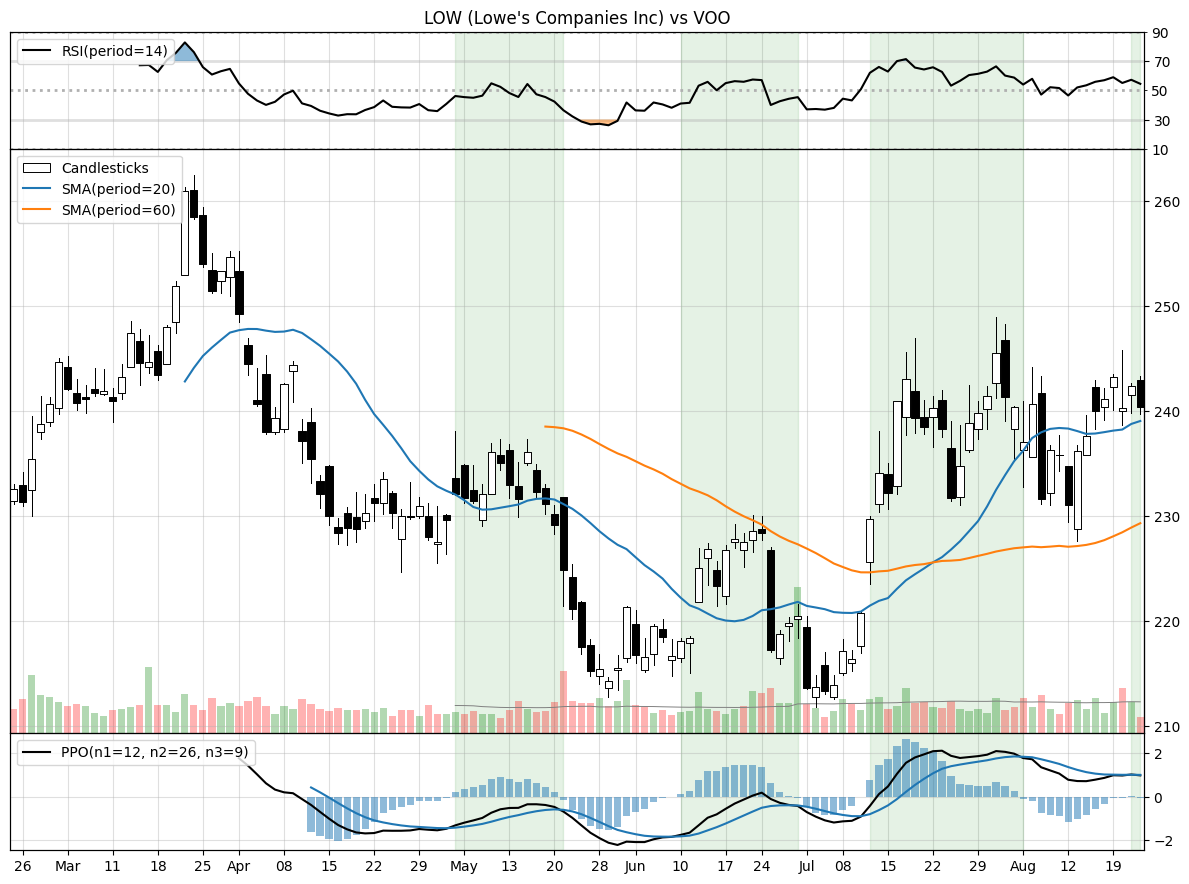 LOW (Lowe's Companies Inc) vs VOO
RSI(period=14)
90
70
50
30
10
Candlesticks
SMA(period=20)
SMA(period=60)
260
250
240
230
220
210
PPO(n1=12, n2=26, n3=9)
2
0
−2
26 Mar 11 18 25 Apr 08 15 22 29 May 13 20 28 Jun 10 24 Jul 08 15 22 29 Aug 12 19